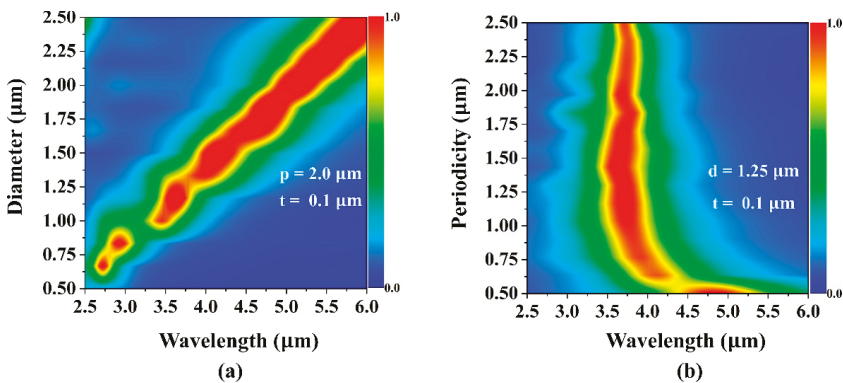 2.50
2.25
2.00
1.75
1.50
1.25
1.00
0.75
0.50
Diameter (μm)
2.5 3.0 3.5 4.0 4.5 5.0 5.5 6.0
Wavelength (μm)
p = 2.0 μm
t = 0.1 μm
1.0
0.0
(a)
2.50
2.25
2.00
1.75
1.50
1.25
1.00
0.75
0.50
Periodicity (μm)
2.5 3.0 3.5 4.0 4.5 5.0 5.5 6.0
Wavelength (μm)
d = 1.25 μm
t = 0.1 μm
1.0
0.0
(b)